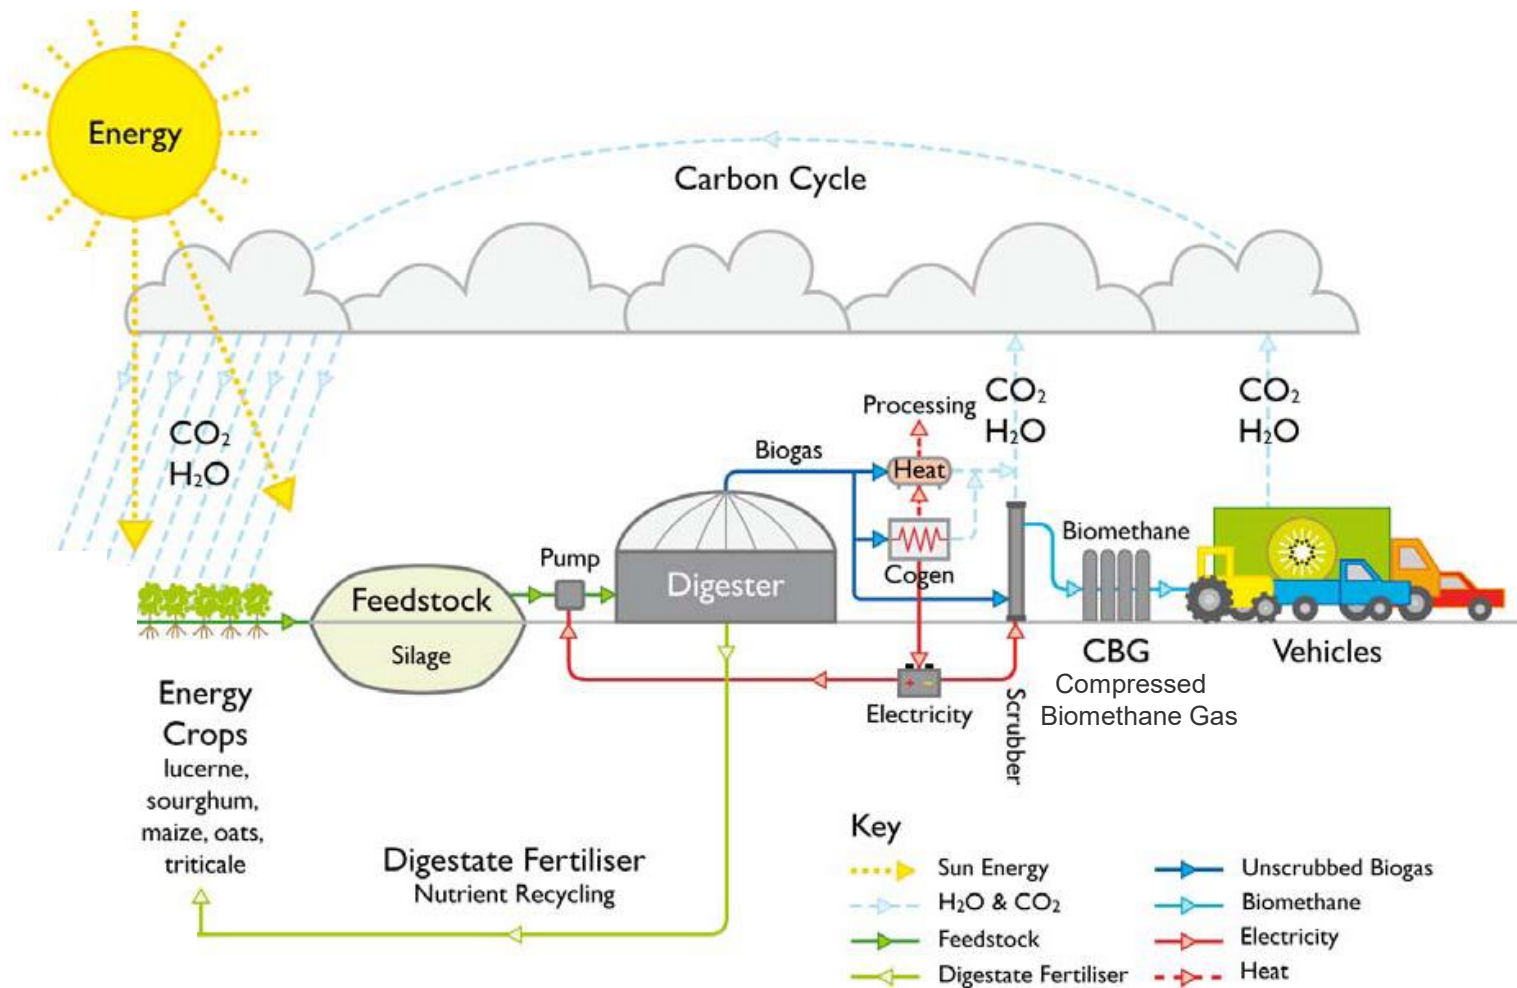 Energy
Carbon Cycle
CO₂
H₂O
Processing
CO₂
H₂O
CO₂
H₂O
Biogas
Heat
Biomethane
Pump
Cogen
Digester
Feedstock
Silage
Electricity
Scrubber
CBG
Compressed
Biomethane Gas
Vehicles
Energy
Crops
lucerne,
sourghum,
maize, oats,
triticale
Digestate Fertiliser
Nutrient Recycling
Key
Sun Energy
H₂O & CO₂
Feedstock
Digestate Fertiliser
Unscrubbed Biogas
Biomethane
Electricity
Heat